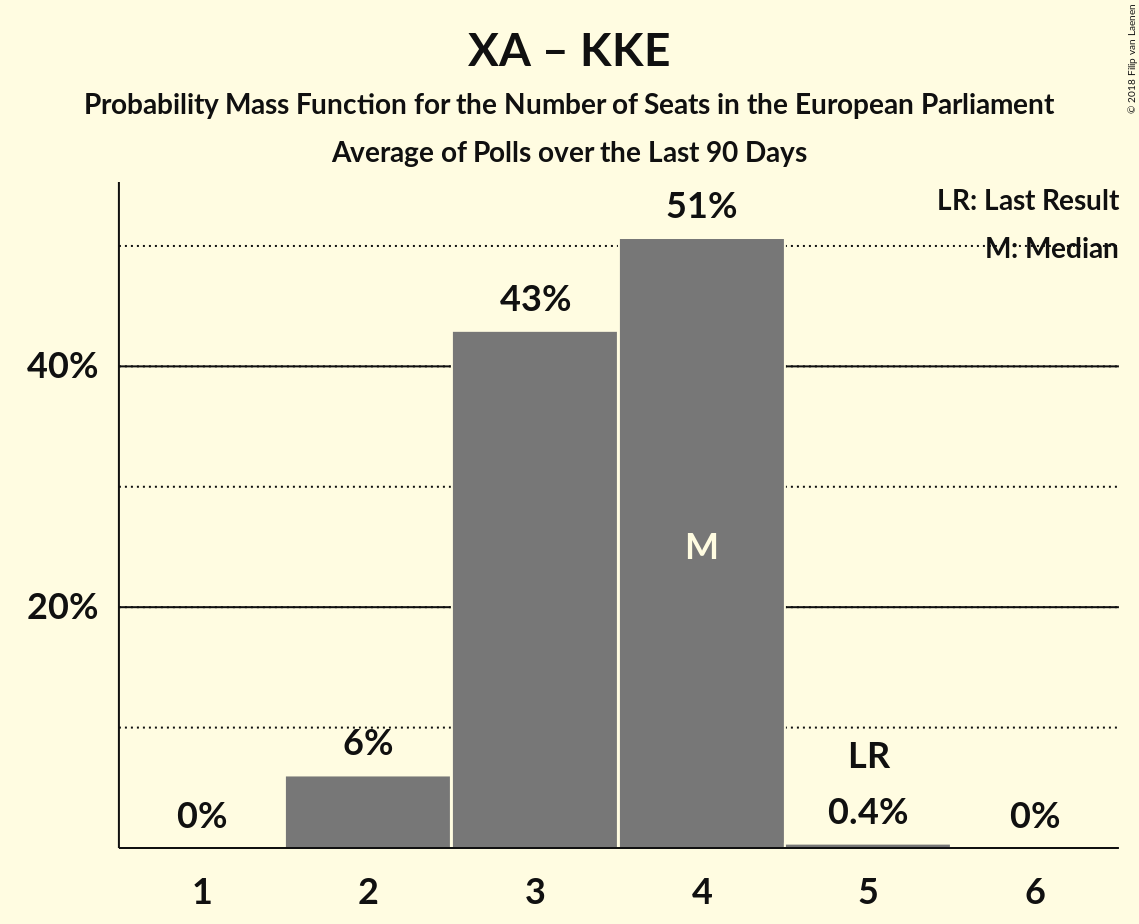 XA – KKE
Probability Mass Function for the Number of Seats in the European Parliament
Average of Polls over the Last 90 Days
© 2018 Filip van Laenen
LR: Last Result
M: Median
51%
43%
40%
M
20%
6%
LR
0%
0.4%
0%
1 2 3 4 5 6